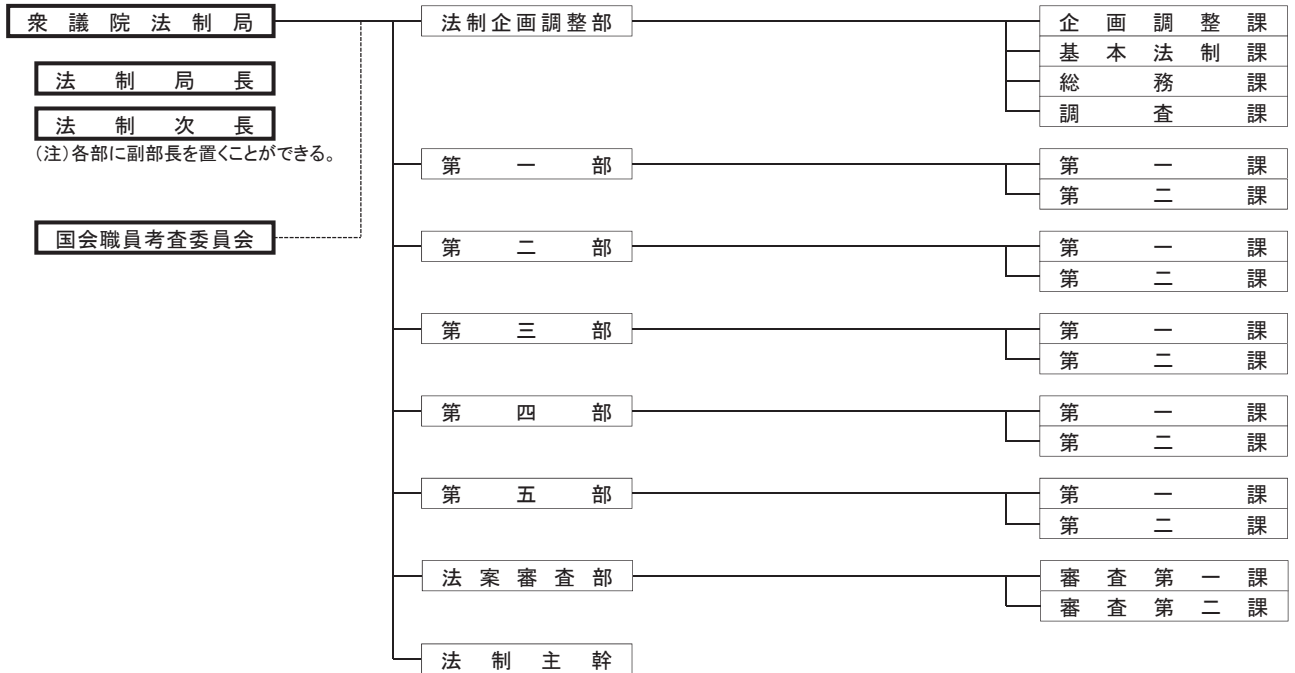 衆議院法制局
法制局長
法制次長
(注)各部に副部長を置くことができる。
国会職員考査委員会
法制企画調整部
企画調整課
基本法制課
総務課
調査課
第一部
第一課
第二課
第二部
第一課
第二課
第三部
第一課
第二課
第四部
第一課
第二課
第五部
第一課
第二課
法案審査部
審査第一課
審査第二課
法制主幹